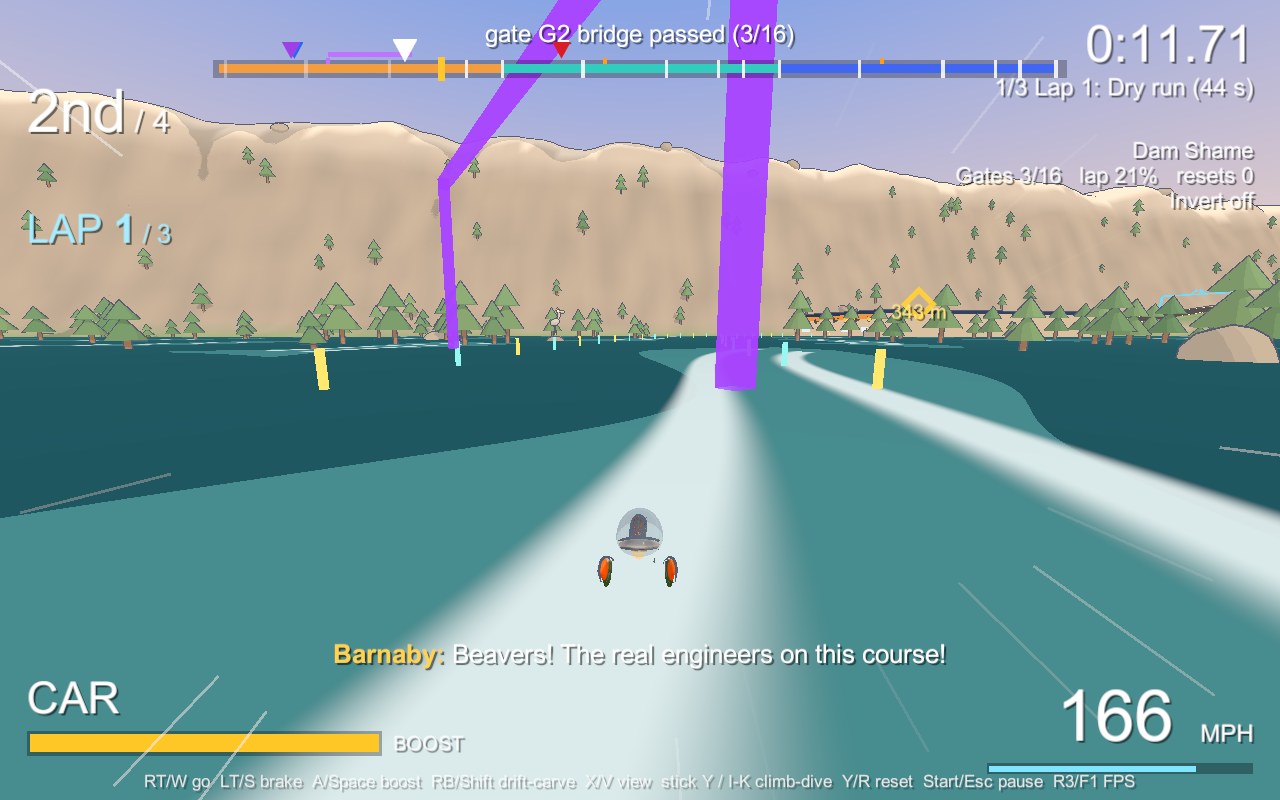 gate G2 bridge passed (3/16)
0:11.71
1/3 Lap 1: Dry run (44 s)
2nd / 4
Dam Shame
Gates 3/16 lap 21% resets 0
Invert off
LAP 1 / 3
343 m
Barnaby: Beavers! The real engineers on this course!
CAR
BOOST
166 MPH
RT/W go LT/S brake A/Space boost RB/Shift drift-carve X/V view stick Y / I-K climb-dive Y/R reset Start/Esc pause R3/F1 FPS